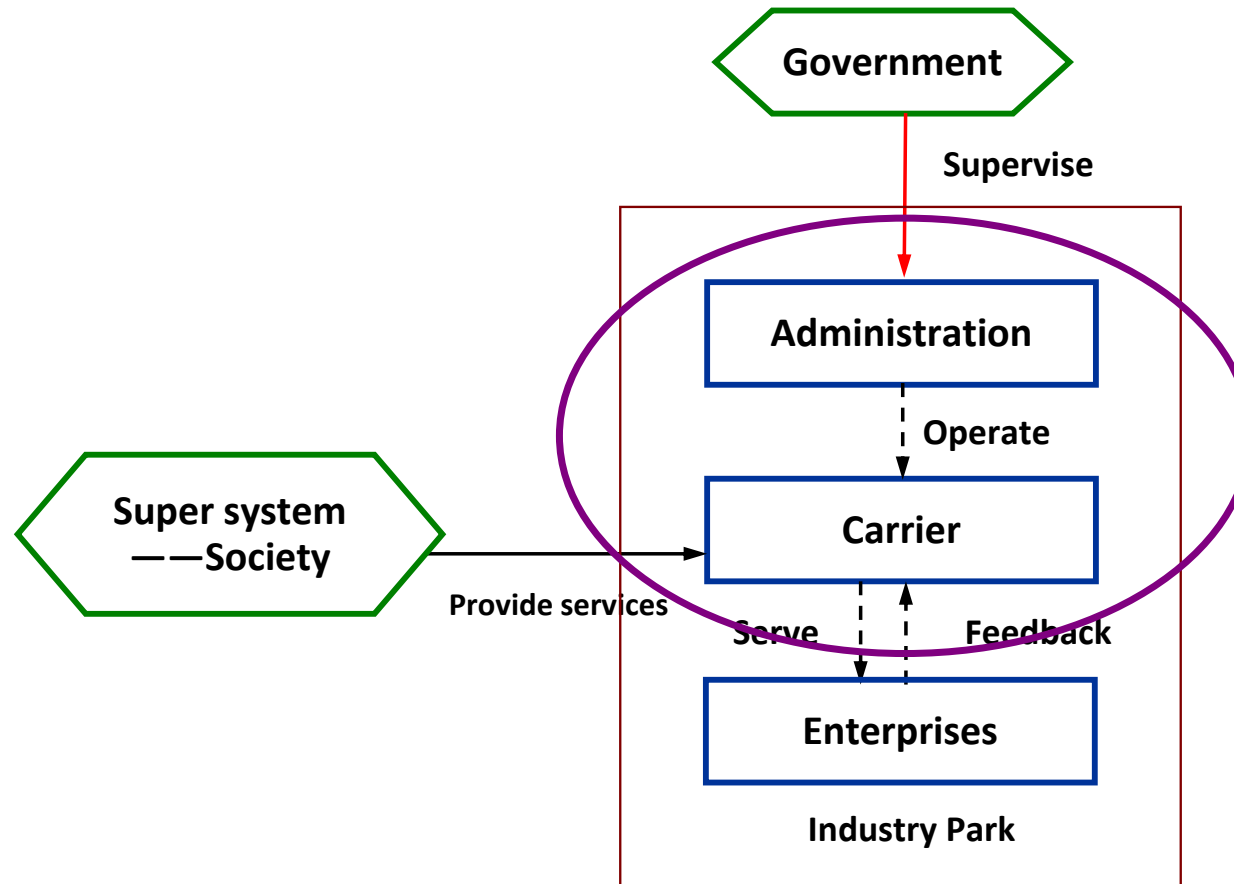 Government
Supervise
Administration
Operate
Super system
——Society
Carrier
Provide services
Serve
Feedback
Enterprises
Industry Park